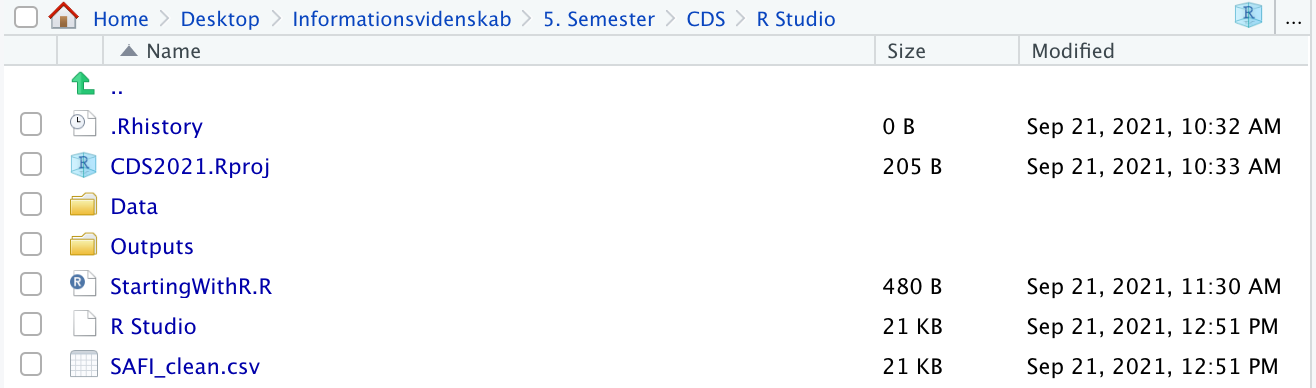 Home > Desktop > Informationsvidenskab > 5. Semester > CDS > R Studio R ...
Name Size Modified
..
.Rhistory 0 B Sep 21, 2021, 10:32 AM
R CDS2021.Rproj 205 B Sep 21, 2021, 10:33 AM
Data
Outputs
R StartingWithR.R 480 B Sep 21, 2021, 11:30 AM
R Studio 21 KB Sep 21, 2021, 12:51 PM
SAFI_clean.csv 21 KB Sep 21, 2021, 12:51 PM